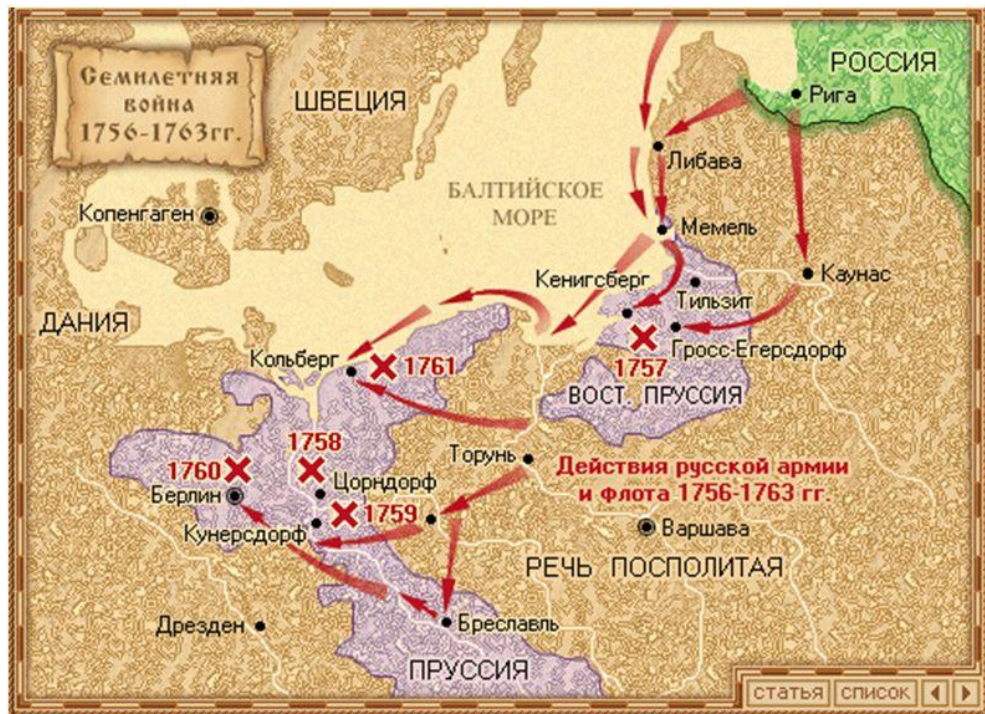 Семилетняя
война
1756-1763гг.
ШВЕЦИЯ
РОССИЯ
Рига
Либава
БАЛТИЙСКОЕ
МОРЕ
Копенгаген
Мемель
Кенигсберг
Каунас
Тильзит
ДАНИЯ
Гросс-Егерсдорф
Кольберг
1761
1757
ВОСТ. ПРУССИЯ
1758
Торунь
1760
Действия русской армии
и флота 1756-1763 гг.
Берлин
Цорндорф
1759
Кунерсдорф
Варшава
РЕЧЬ ПОСПОЛИТАЯ
Дрезден
Бреславль
ПРУССИЯ
статья список